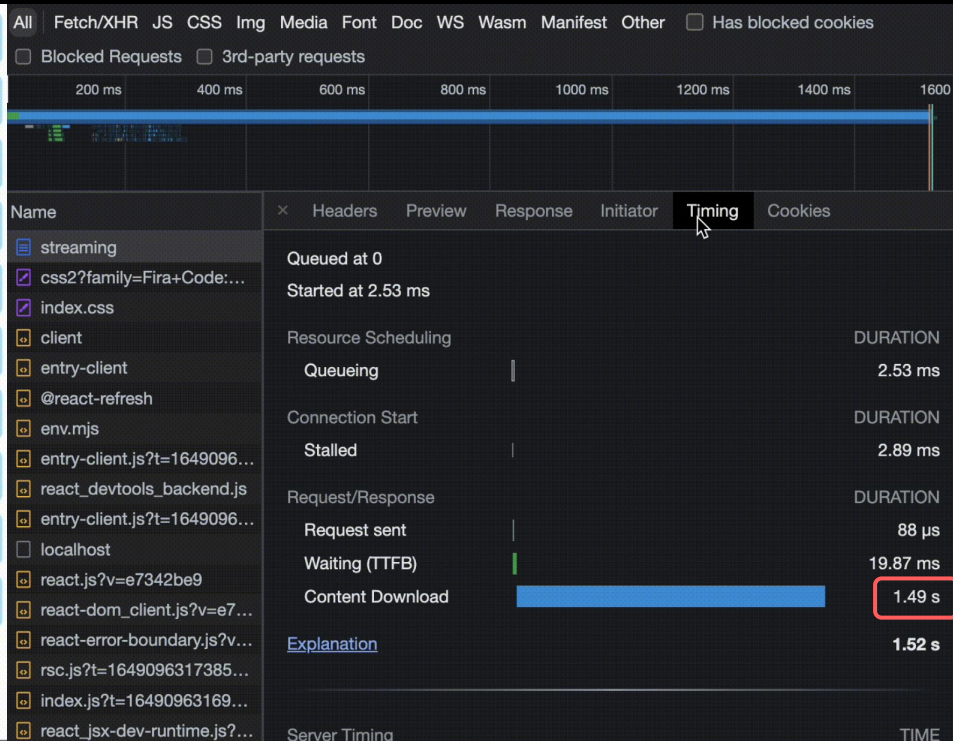 All Fetch/XHR JS CSS Img Media Font Doc WS Wasm Manifest Other Has blocked cookies
Blocked Requests 3rd-party requests
200 ms 400 ms 600 ms 800 ms 1000 ms 1200 ms 1400 ms 1600
Name
× Headers Preview Response Initiator Timing Cookies
streaming
css2?family=Fira+Code:...
index.css
client
entry-client
@react-refresh
env.mjs
entry-client.js?t=1649096...
react_devtools_backend.js
entry-client.js?t=1649096...
localhost
react.js?v=e7342be9
react-dom_client.js?v=e7...
react-error-boundary.js?v...
rsc.js?t=1649096317385...
index.js?t=16490963169...
react_jsx-dev-runtime.js?...
Queued at 0
Started at 2.53 ms
Resource Scheduling DURATION
Queueing 2.53 ms
Connection Start DURATION
Stalled 2.89 ms
Request/Response DURATION
Request sent 88 μs
Waiting (TTFB) 19.87 ms
Content Download 1.49 s
Explanation 1.52 s
Server Timing TIME